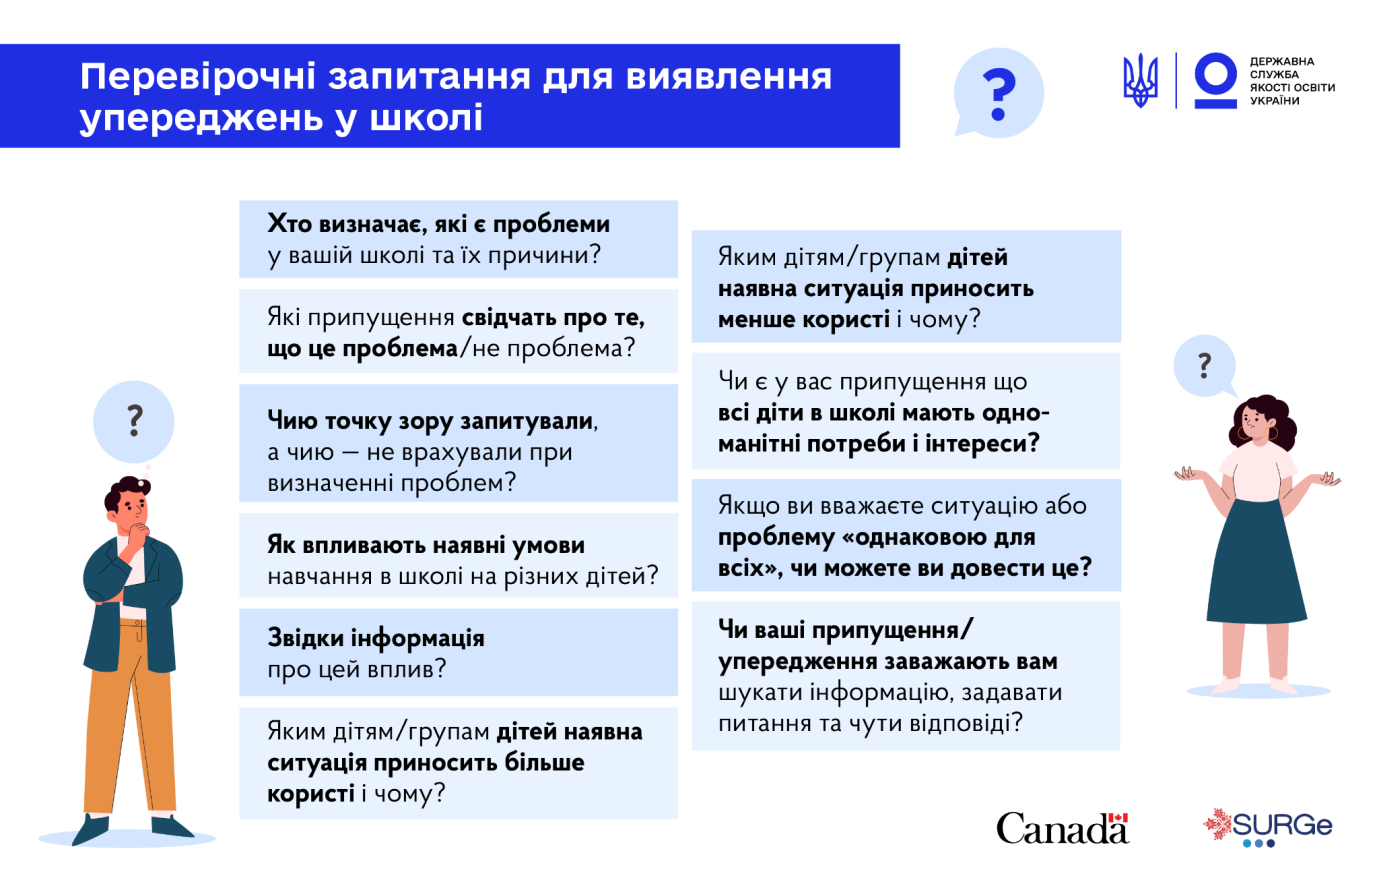 Перевірочні запитання для виявлення
упереджень у школі
?
ДЕРЖАВНА
СЛУЖБА
ЯКОСТІ ОСВІТИ
УКРАЇНИ
Хто визначає, які є проблеми
у вашій школі та їх причини?
Які припущення свідчать про те,
що це проблема/не проблема?
Чию точку зору запитували,
а чию — не врахували при
визначенні проблем?
Як впливають наявні умови
навчання в школі на різних дітей?
Звідки інформація
про цей вплив?
Яким дітям/групам дітей наявна
ситуація приносить більше
користі і чому?
Яким дітям/групам дітей
наявна ситуація приносить
менше користі і чому?
Чи є у вас припущення що
всі діти в школі мають одно-
манітні потреби і інтереси?
Якщо ви вважаєте ситуацію або
проблему «однаковою для
всіх», чи можете ви довести це?
Чи ваші припущення/
упередження заважають вам
шукати інформацію, задавати
питання та чути відповіді?
?
?
Canada
SURGe